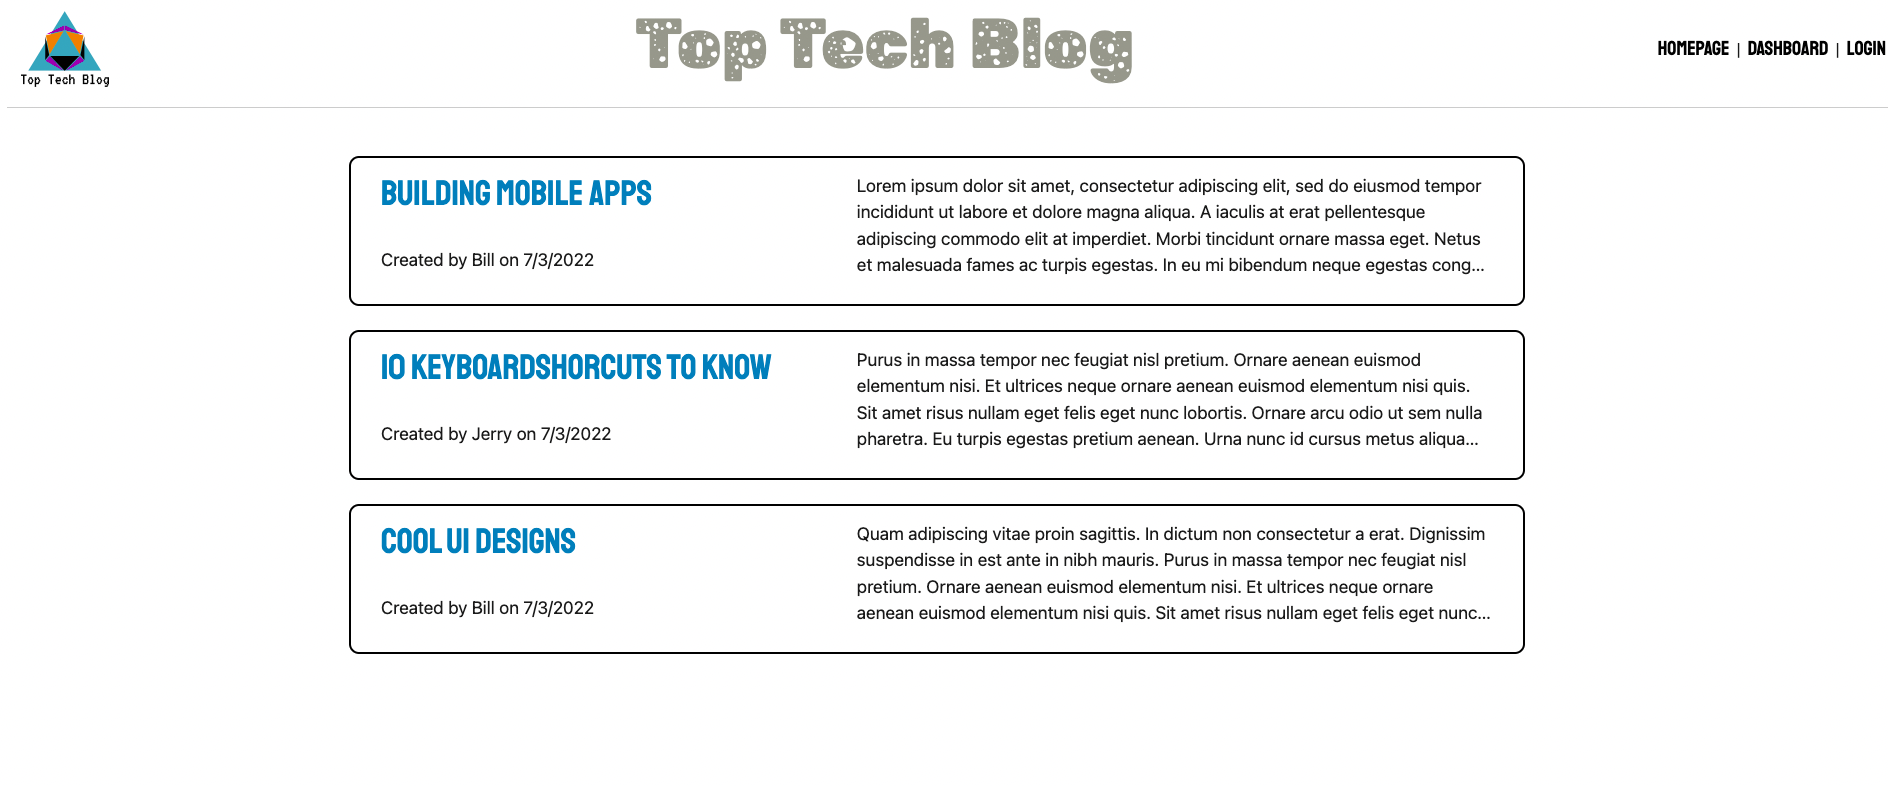 Top Tech Blog
Top Tech Blog
HOMEPAGE | DASHBOARD | LOGIN
BUILDING MOBILE APPS
Created by Bill on 7/3/2022
Lorem ipsum dolor sit amet, consectetur adipiscing elit, sed do eiusmod tempor
incididunt ut labore et dolore magna aliqua. A iaculis at erat pellentesque
adipiscing commodo elit at imperdiet. Morbi tincidunt ornare massa eget. Netus
et malesuada fames ac turpis egestas. In eu mi bibendum neque egestas cong...
10 KEYBOARDSHORCUTS TO KNOW
Created by Jerry on 7/3/2022
Purus in massa tempor nec feugiat nisl pretium. Ornare aenean euismod
elementum nisi. Et ultrices neque ornare aenean euismod elementum nisi quis.
Sit amet risus nullam eget felis eget nunc lobortis. Ornare arcu odio ut sem nulla
pharetra. Eu turpis egestas pretium aenean. Urna nunc id cursus metus aliqua...
COOL UI DESIGNS
Created by Bill on 7/3/2022
Quam adipiscing vitae proin sagittis. In dictum non consectetur a erat. Dignissim
suspendisse in est ante in nibh mauris. Purus in massa tempor nec feugiat nisl
pretium. Ornare aenean euismod elementum nisi. Et ultrices neque ornare
aenean euismod elementum nisi quis. Sit amet risus nullam eget felis eget nunc...